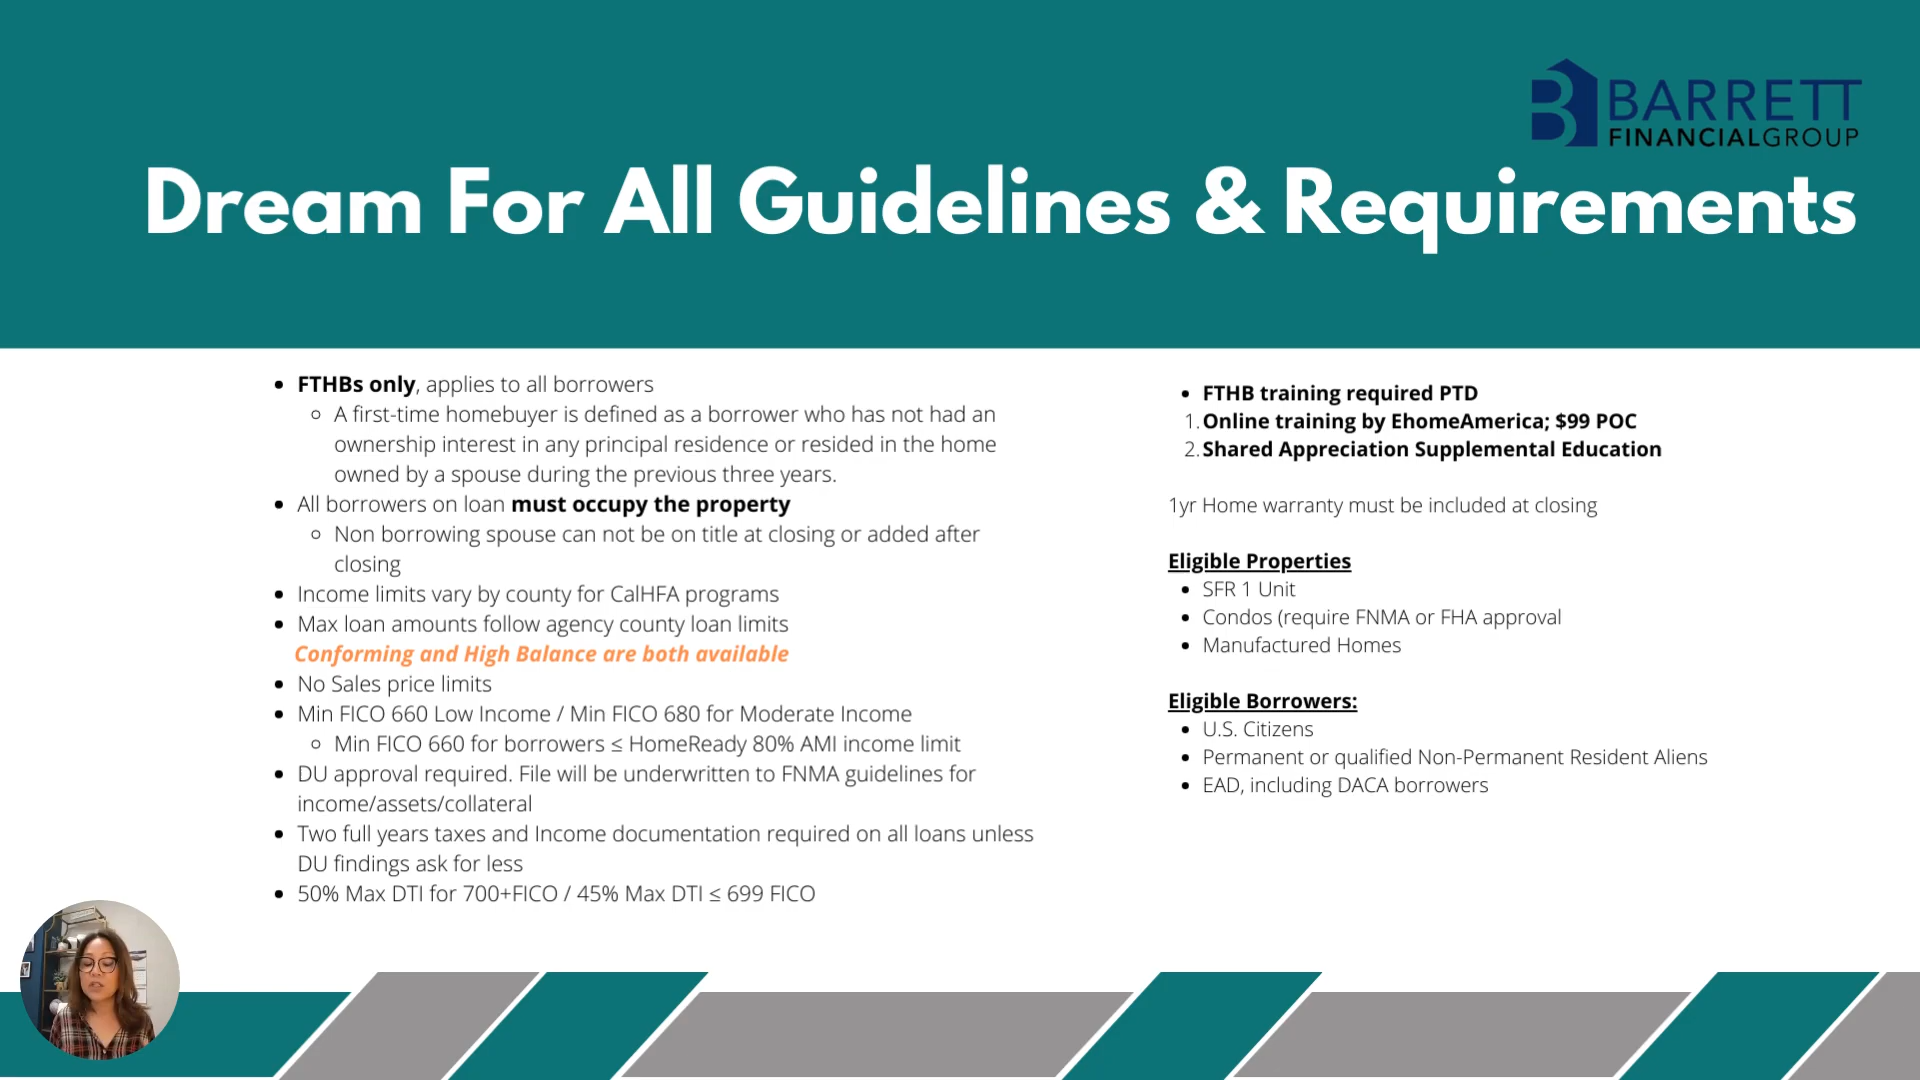 BARRETT
FINANCIALGROUP
Dream For All Guidelines & Requirements
• FTHBs only, applies to all borrowers
◦ A first-time homebuyer is defined as a borrower who has not had an
ownership interest in any principal residence or resided in the home
owned by a spouse during the previous three years.
• All borrowers on loan must occupy the property
◦ Non borrowing spouse can not be on title at closing or added after
closing
• Income limits vary by county for CalHFA programs
• Max loan amounts follow agency county loan limits
Conforming and High Balance are both available
• No Sales price limits
• Min FICO 660 Low Income / Min FICO 680 for Moderate Income
◦ Min FICO 660 for borrowers ≤ HomeReady 80% AMI income limit
• DU approval required. File will be underwritten to FNMA guidelines for
income/assets/collateral
• Two full years taxes and Income documentation required on all loans unless
DU findings ask for less
• 50% Max DTI for 700+FICO / 45% Max DTI ≤ 699 FICO
• FTHB training required PTD
1. Online training by EhomeAmerica; $99 POC
2. Shared Appreciation Supplemental Education
1yr Home warranty must be included at closing
Eligible Properties
• SFR 1 Unit
• Condos (require FNMA or FHA approval
• Manufactured Homes
Eligible Borrowers:
• U.S. Citizens
• Permanent or qualified Non-Permanent Resident Aliens
• EAD, including DACA borrowers